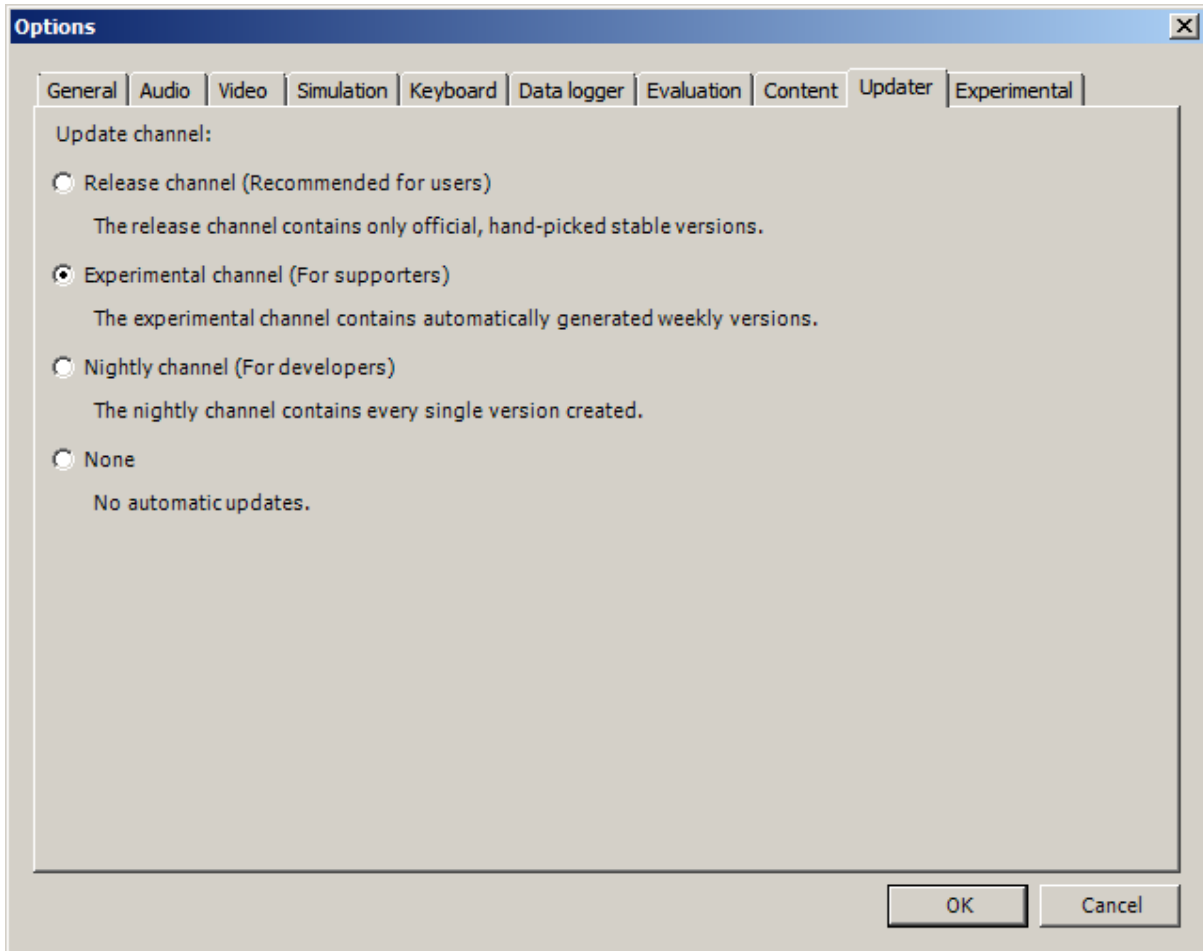 Options
General Audio Video Simulation Keyboard Data logger Evaluation Content Updater Experimental
Update channel:
Release channel (Recommended for users)
The release channel contains only official, hand-picked stable versions.
Experimental channel (For supporters)
The experimental channel contains automatically generated weekly versions.
Nightly channel (For developers)
The nightly channel contains every single version created.
None
No automatic updates.
OK Cancel